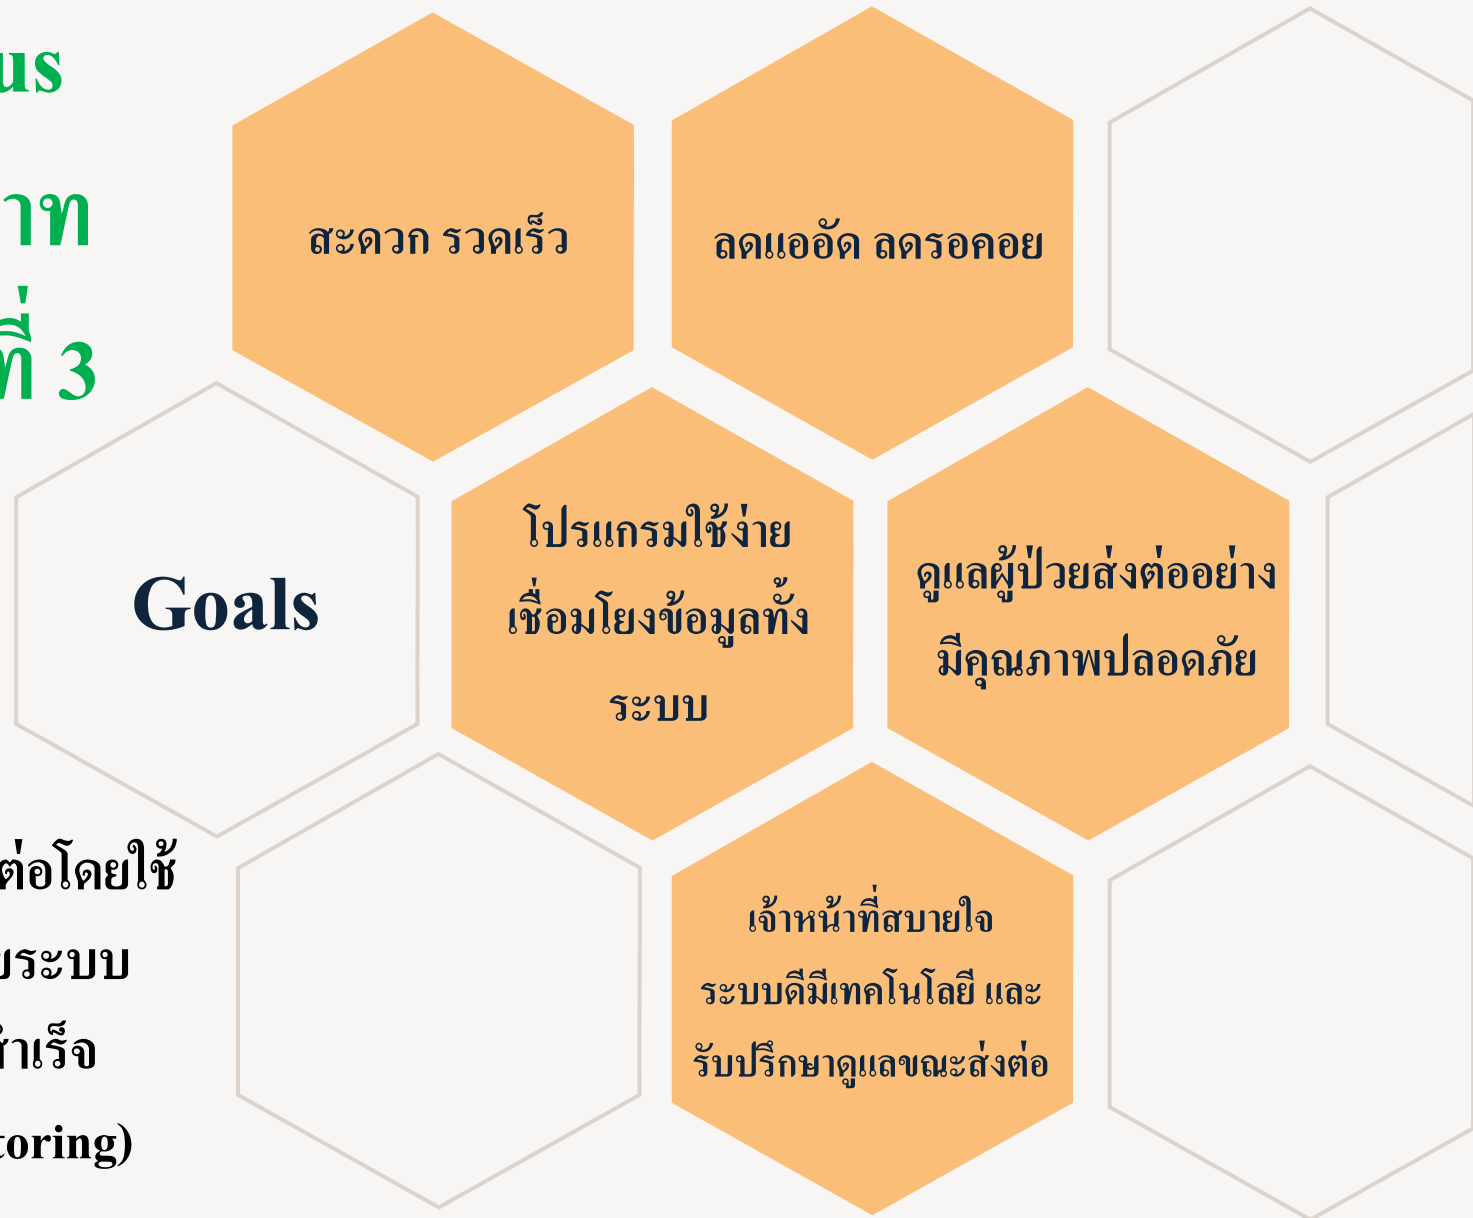 us
าท
ที่ 3
สะดวก รวดเร็ว
ลดแออัด ลดรอคอย
Goals
โปรแกรมใช้ง่าย
เชื่อมโยงข้อมูลทั้ง
ระบบ
ดูแลผู้ป่วยส่งต่ออย่าง
มีคุณภาพปลอดภัย
ต่อโดยใช้
ระบบ
สำเร็จ
toring)
เจ้าหน้าที่สบายใจ
ระบบดีมีเทคโนโลยี และ
รับปรึกษาดูแลขณะส่งต่อ